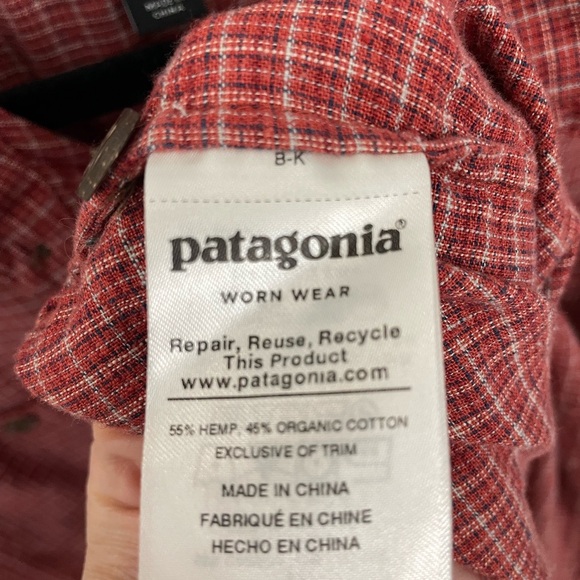 CHINA
B-K
patagonia®
WORN WEAR
Repair, Reuse, Recycle
This Product
www.patagonia.com
55% HEMP, 45% ORGANIC COTTON
EXCLUSIVE OF TRIM
MADE IN CHINA
FABRIQUÉ EN CHINE
HECHO EN CHINA